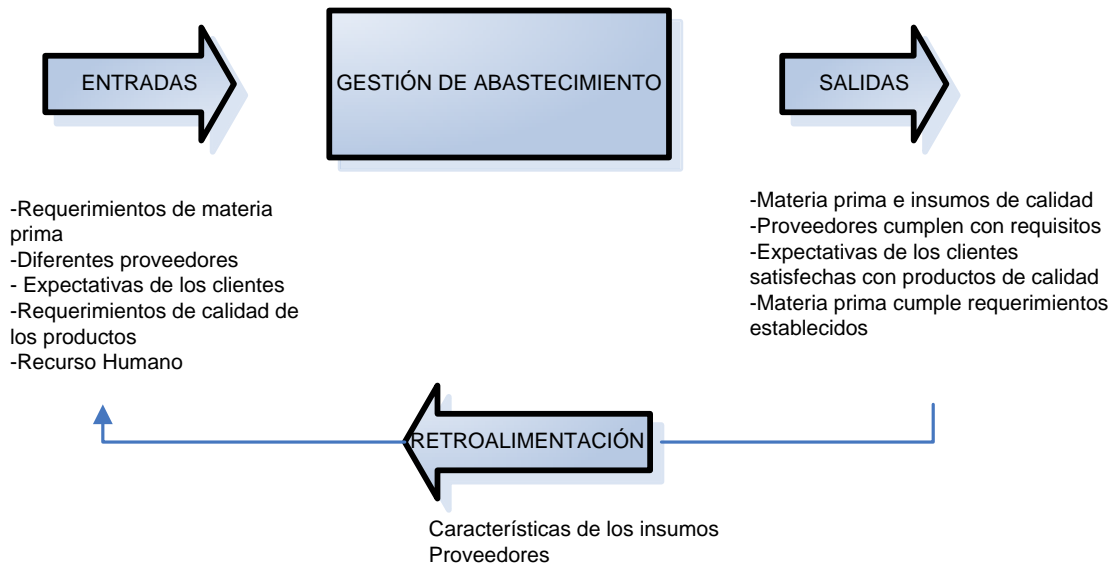 ENTRADAS
GESTIÓN DE ABASTECIMIENTO
SALIDAS
-Requerimientos de materia
prima
-Diferentes proveedores
- Expectativas de los clientes
-Requerimientos de calidad de
los productos
-Recurso Humano
-Materia prima e insumos de calidad
-Proveedores cumplen con requisitos
-Expectativas de los clientes
satisfechas con productos de calidad
-Materia prima cumple requerimientos
establecidos
RETROALIMENTACIÓN
Características de los insumos
Proveedores